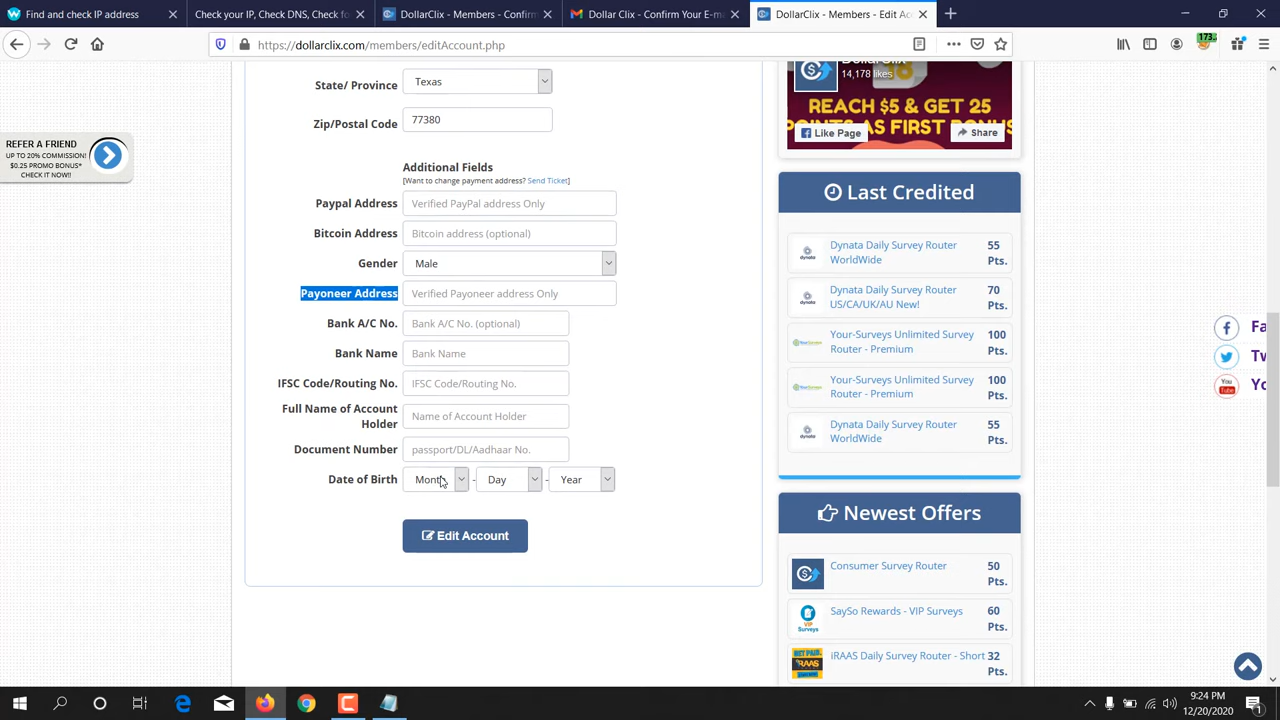 Find and check IP address
Check your IP, Check DNS, Check fo
DollarClix - Members - Confirm
Dollar Clix - Confirm Your E-m
DollarClix - Members - Edit Acc
https://dollarclix.com/members/editAccount.php
173..
State/ Province
Texas
Zip/Postal Code
77380
REFER A FRIEND
UP TO 20% COMMISSION!
$0.25 PROMO BONUS*
CHECK IT NOW!!
Additional Fields
[Want to change payment address? Send Ticket]
Paypal Address
Verified PayPal address Only
Bitcoin Address
Bitcoin address (optional)
Gender
Male
Payoneer Address
Verified Payoneer address Only
Bank A/C No.
Bank A/C No. (optional)
Bank Name
Bank Name
IFSC Code/Routing No.
IFSC Code/Routing No.
Full Name of Account
Holder
Name of Account Holder
Document Number
passport/DL/Aadhaar No.
Date of Birth
Month
-
Day
-
Year
Edit Account
DollarClix
14,178 likes
REACH $5 & GET 25
POINTS AS FIRST BONUS
Like Page
Share
Last Credited
Dynata Daily Survey Router
WorldWide
55
Pts.
Dynata Daily Survey Router
US/CA/UK/AU New!
70
Pts.
Your-Surveys Unlimited Survey
Router - Premium
100
Pts.
Your-Surveys Unlimited Survey
Router - Premium
100
Pts.
Dynata Daily Survey Router
WorldWide
55
Pts.
Newest Offers
Consumer Survey Router
50
Pts.
SaySo Rewards - VIP Surveys
60
Pts.
iRAAS Daily Survey Router - Short
32
Pts.
Fa
Tw
Yo
9:24 PM
12/20/2020